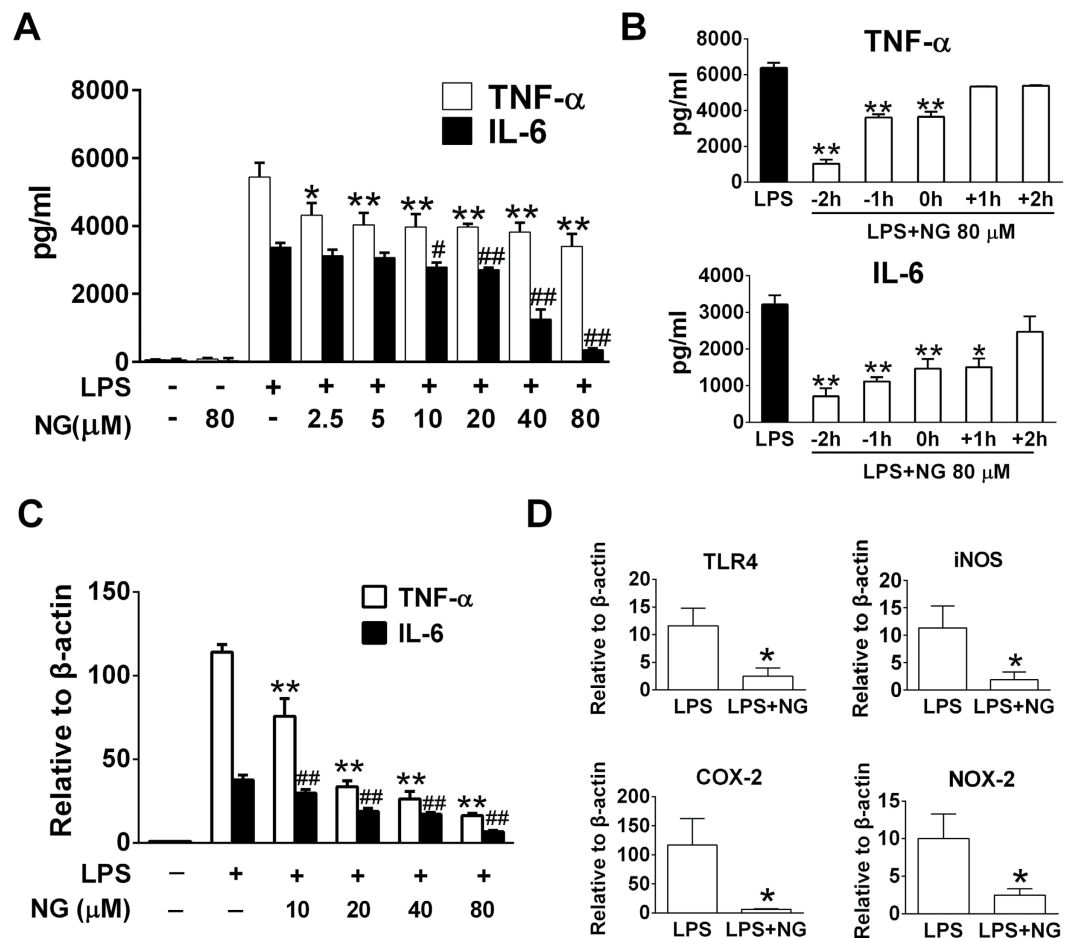 A
TNF-α
IL-6
pg/ml
8000
6000
4000
2000
0
* ** ** ** ** **
# ## ## ##
LPS - - + + + + + + +
NG(μM) - 80 - 2.5 5 10 20 40 80
B
TNF-α
pg/ml
8000
6000
4000
2000
0
** ** **
LPS -2h -1h 0h +1h +2h
LPS+NG 80 μM
IL-6
pg/ml
4000
3000
2000
1000
0
** ** ** *
LPS -2h -1h 0h +1h +2h
LPS+NG 80 μM
C
TNF-α
IL-6
Relative to β-actin
150
100
50
0
** ** ** **
## ## ## ##
LPS – + + + + +
NG (μM) – – 10 20 40 80
D
TLR4
Relative to β-actin
20
15
10
5
0
*
LPS LPS+NG
iNOS
Relative to β-actin
20
15
10
5
0
*
LPS LPS+NG
COX-2
Relative to β-actin
200
150
100
50
0
*
LPS LPS+NG
NOX-2
Relative to β-actin
15
10
5
0
*
LPS LPS+NG